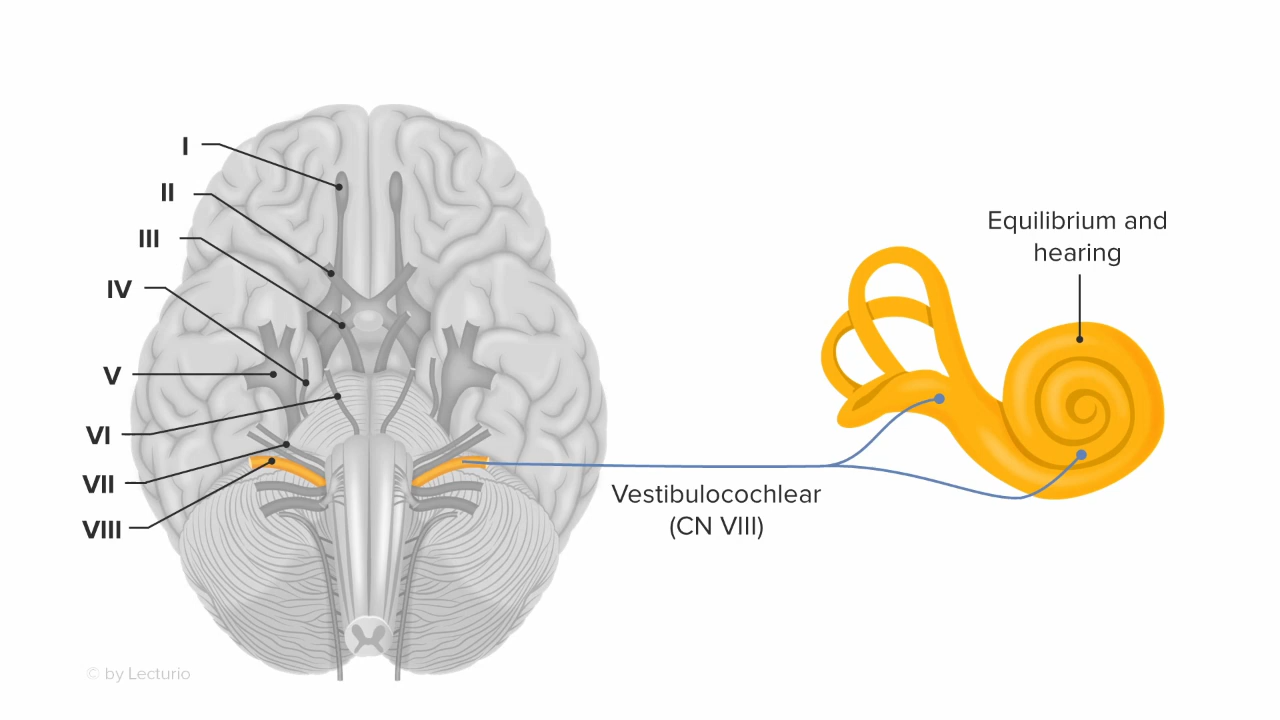 I
II
III
IV
V
VI
VII
VIII
Equilibrium and
hearing
Vestibulocochlear
(CN VIII)
© by Lecturio